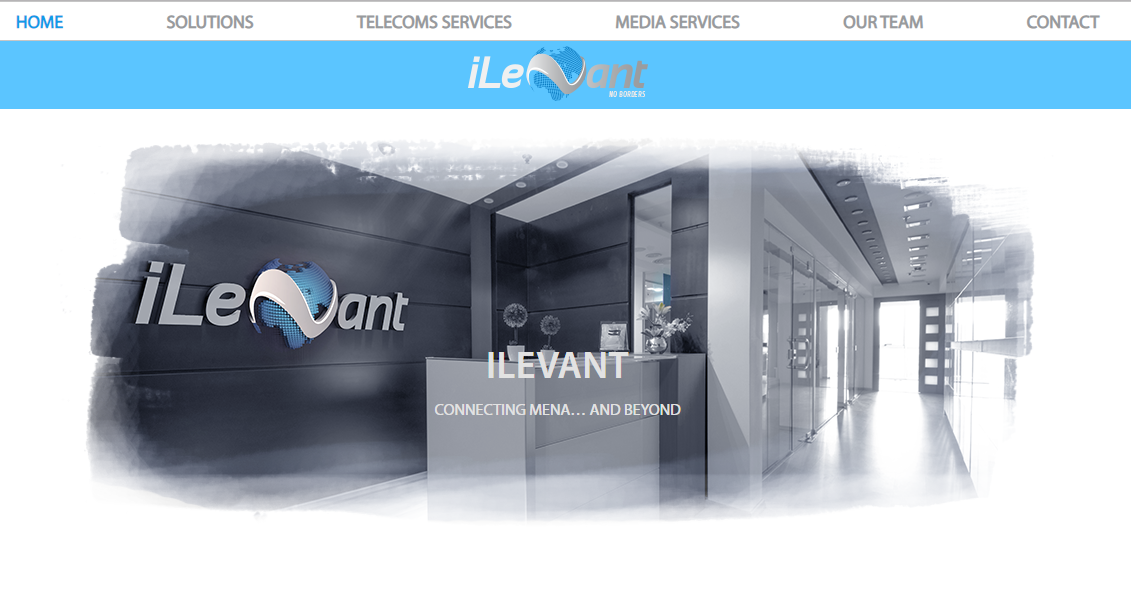 HOME SOLUTIONS TELECOMS SERVICES MEDIA SERVICES OUR TEAM CONTACT
iLevant
NO BORDERS
iLevant
ILEVANT
CONNECTING MENA... AND BEYOND